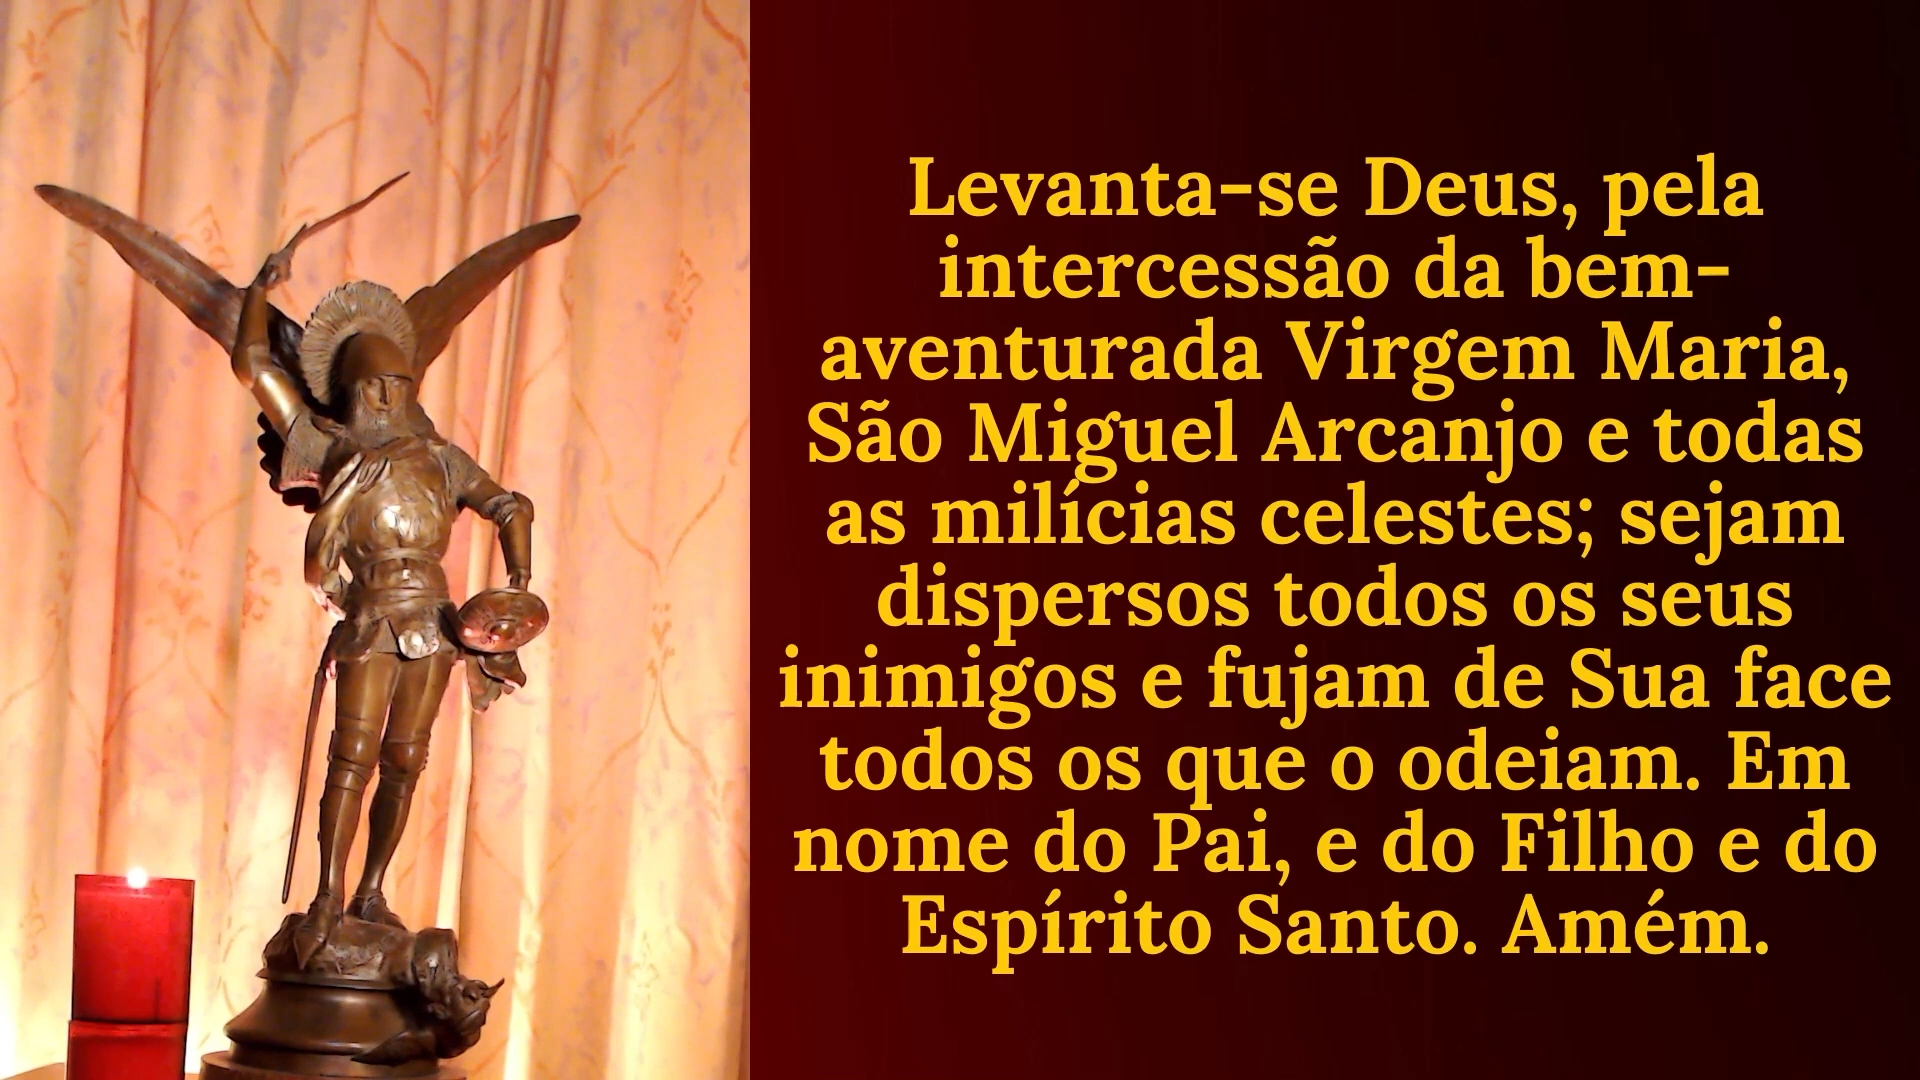 Levanta-se Deus, pela
intercessão da bem-
aventurada Virgem Maria,
São Miguel Arcanjo e todas
as milícias celestes; sejam
dispersos todos os seus
inimigos e fujam de Sua face
todos os que o odeiam. Em
nome do Pai, e do Filho e do
Espírito Santo. Amém.